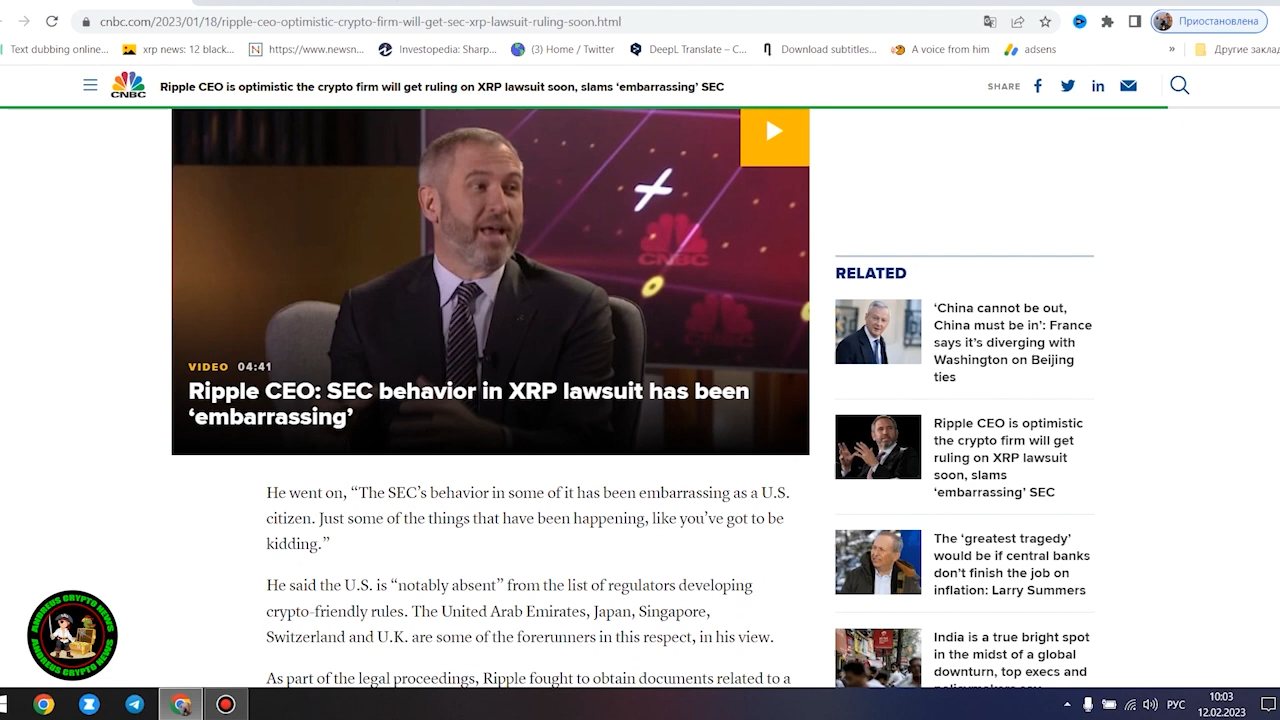 cnbc.com/2023/01/18/ripple-ceo-optimistic-crypto-firm-will-get-sec-xrp-lawsuit-ruling-soon.html
Приостановлена
Text dubbing online...
xrp news: 12 black...
https://www.newsn...
Investopedia: Sharp...
(3) Home / Twitter
DeepL Translate – C...
Download subtitles...
A voice from him
adsens
»
Другие закла
CNBC
Ripple CEO is optimistic the crypto firm will get ruling on XRP lawsuit soon, slams ‘embarrassing’ SEC
SHARE
CNBC
VIDEO 04:41
Ripple CEO: SEC behavior in XRP lawsuit has been
‘embarrassing’
He went on, “The SEC’s behavior in some of it has been embarrassing as a U.S.
citizen. Just some of the things that have been happening, like you’ve got to be
kidding.”
He said the U.S. is “notably absent” from the list of regulators developing
crypto-friendly rules. The United Arab Emirates, Japan, Singapore,
Switzerland and U.K. are some of the forerunners in this respect, in his view.
As part of the legal proceedings, Ripple fought to obtain documents related to a
RELATED
‘China cannot be out,
China must be in’: France
says it’s diverging with
Washington on Beijing
ties
Ripple CEO is optimistic
the crypto firm will get
ruling on XRP lawsuit
soon, slams
‘embarrassing’ SEC
The ‘greatest tragedy’
would be if central banks
don’t finish the job on
inflation: Larry Summers
India is a true bright spot
in the midst of a global
downturn, top execs and
policymakers say
ANDREUS CRYPTO NEWS
ANDREUS CRYPTO NEWS
РУС
10:03
12.02.2023